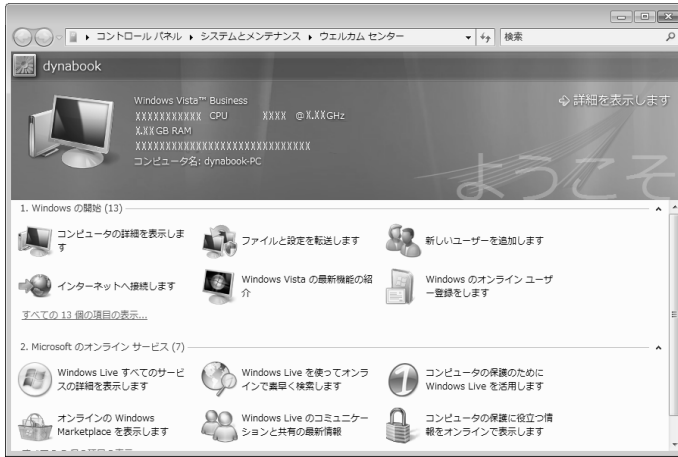 コントロール パネル ▸ システムとメンテナンス ▸ ウェルカム センター
検索
dynabook
Windows Vista™ Business
詳細を表示します
XXXXXXXXXXX CPU XXXX @X.XXGHz
X.XXGB RAM
XXXXXXXXXXXXXXXXXXXXXXXXXXXXX
コンピュータ名: dynabook-PC
ようこそ
1. Windows の開始 (13)
コンピュータの詳細を表示しま
す
ファイルと設定を転送します
新しいユーザーを追加します
インターネットへ接続します
Windows Vista の最新機能の紹
介
Windows のオンライン ユーザ
ー登録をします
すべての 13 個の項目の表示...
2. Microsoft のオンライン サービス (7)
Windows Live すべてのサービ
スの詳細を表示します
Windows Live を使ってオンラ
インで素早く検索します
コンピュータの保護のために
Windows Live を活用します
オンラインの Windows
Marketplace を表示します
Windows Live のコミュニケー
ションと共有の最新情報
コンピュータの保護に役立つ情
報をオンラインで表示します